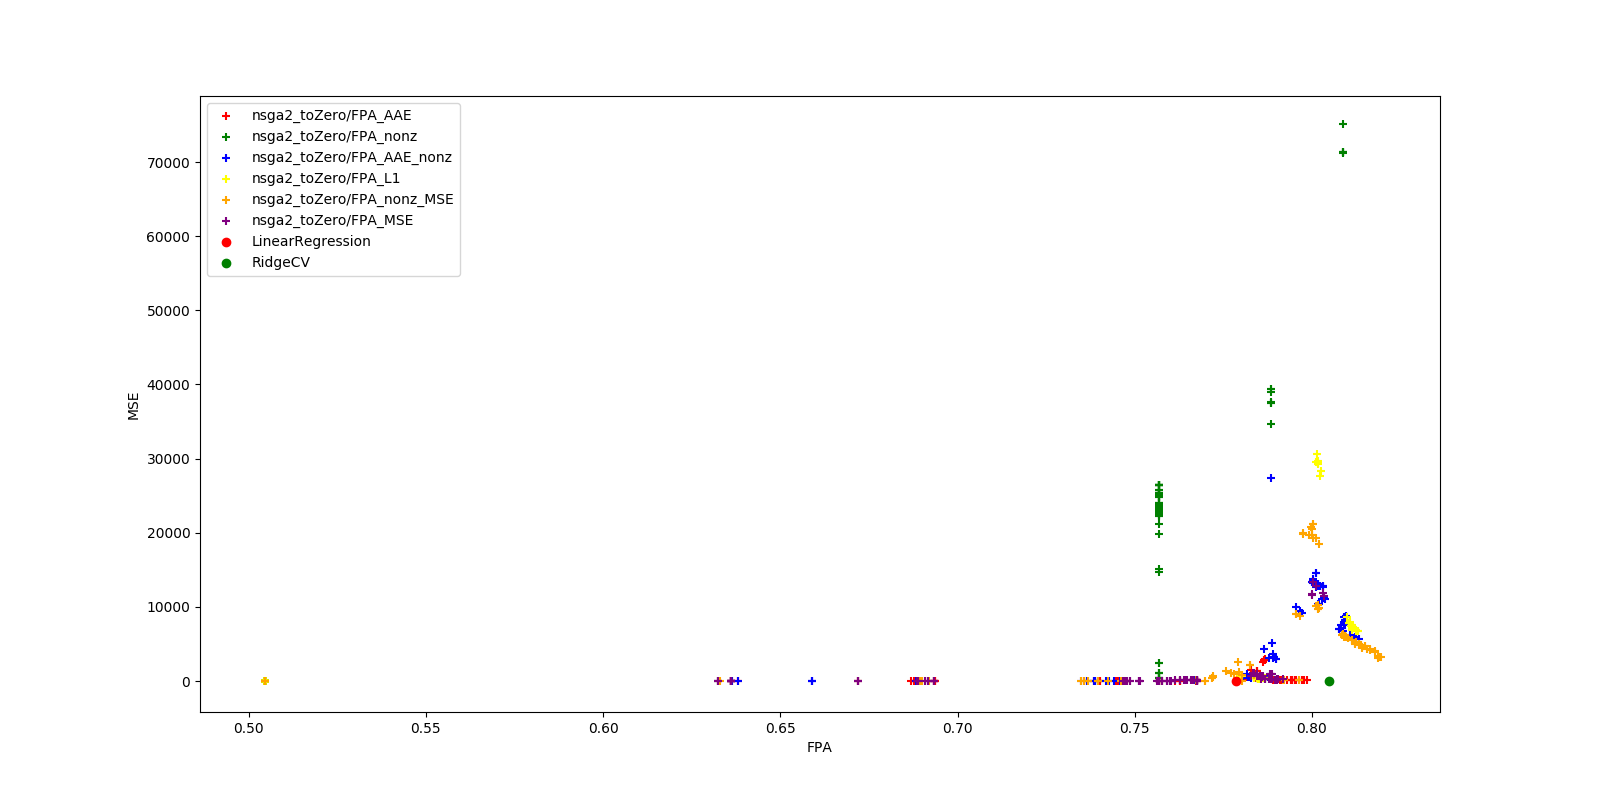 nsga2_toZero/FPA_AAE
nsga2_toZero/FPA_nonz
nsga2_toZero/FPA_AAE_nonz
nsga2_toZero/FPA_L1
nsga2_toZero/FPA_nonz_MSE
nsga2_toZero/FPA_MSE
LinearRegression
RidgeCV
MSE
70000
60000
50000
40000
30000
20000
10000
0
0.50 0.55 0.60 0.65 0.70 0.75 0.80
FPA